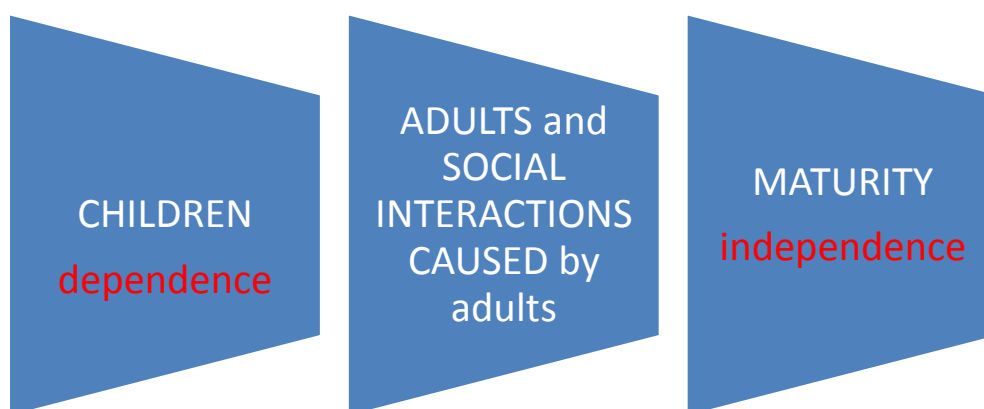 CHILDREN
dependence
ADULTS and
SOCIAL
INTERACTIONS
CAUSED by
adults
MATURITY
independence